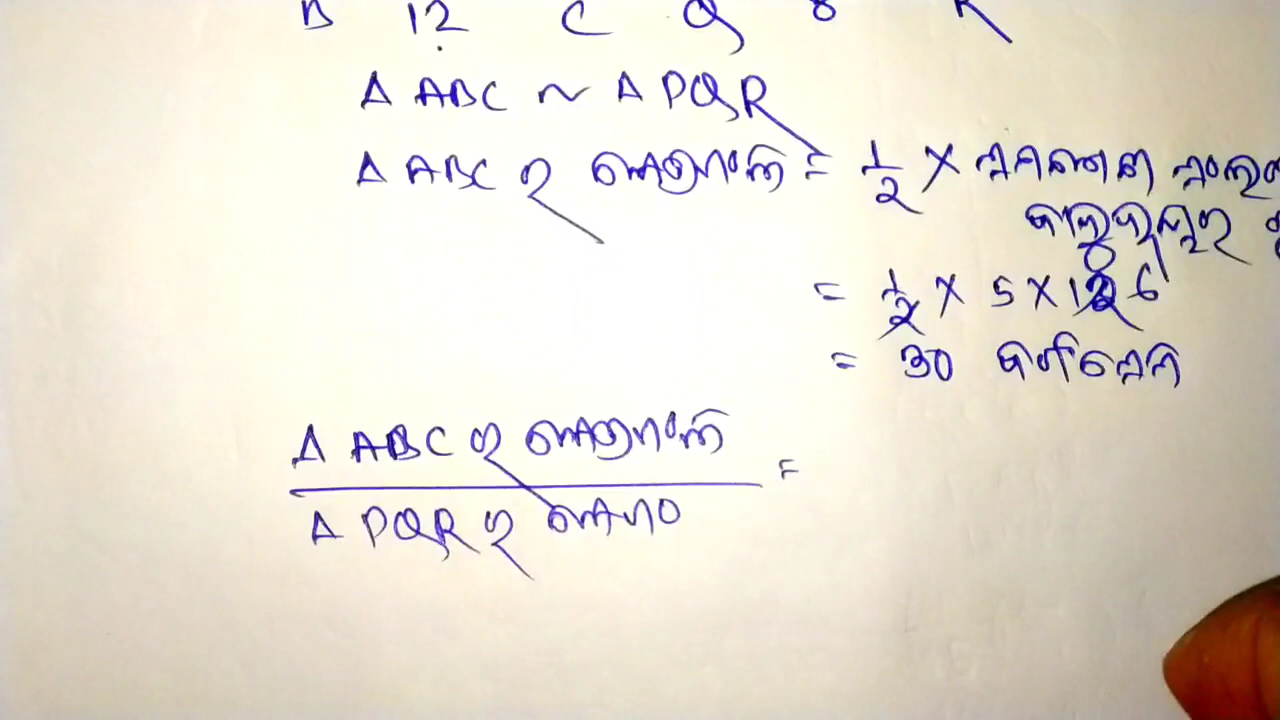 B 12 C Q 8 R
Δ ABC ~ Δ PQR
Δ ABC ର କ୍ଷେତ୍ରଫଳ = 1/2 × ସମକୋଣ ସଂଲଗ୍ନ
ବାହୁଦ୍ୱୟର
= 1/2 × 5 × 12 6
= 30 ବର୍ଗସେମି
Δ ABC ର କ୍ଷେତ୍ରଫଳ
=
Δ PQR ର